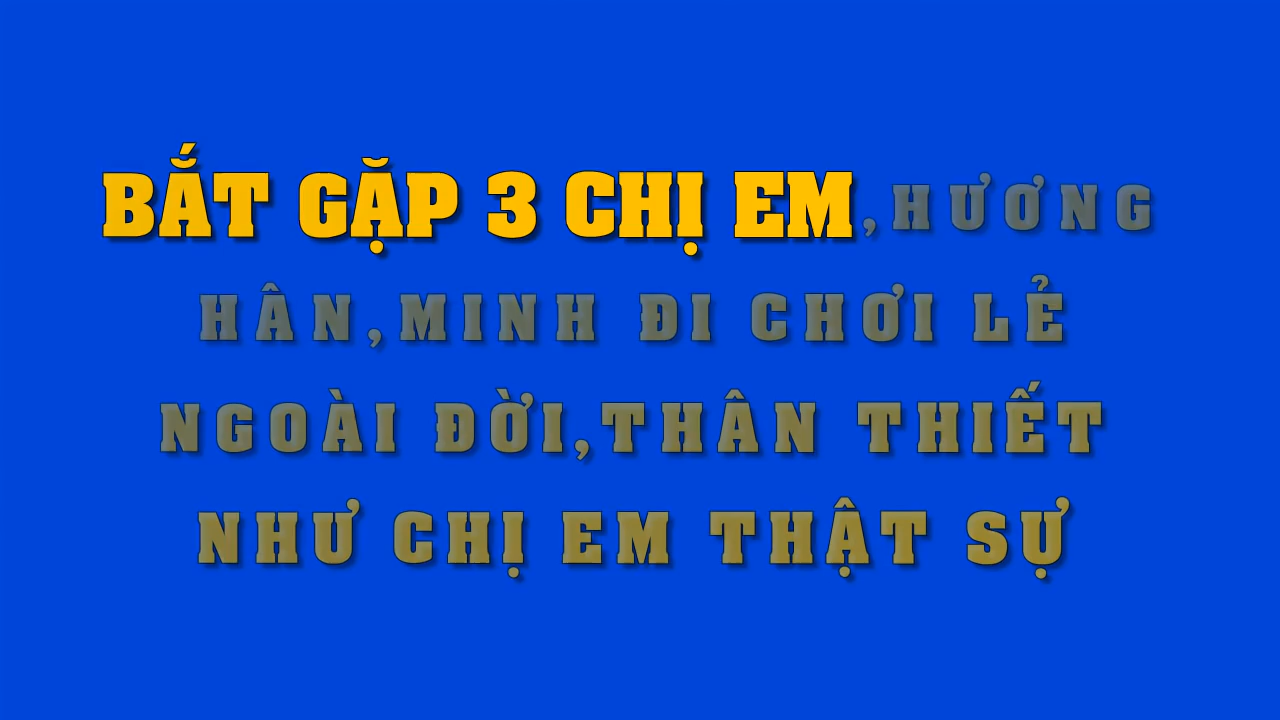 BẮT GẶP 3 CHỊ EM,HƯƠNG
HÂN,MINH ĐI CHƠI LẺ
NGOÀI ĐỜI,THÂN THIẾT
NHƯ CHỊ EM THẬT SỰ